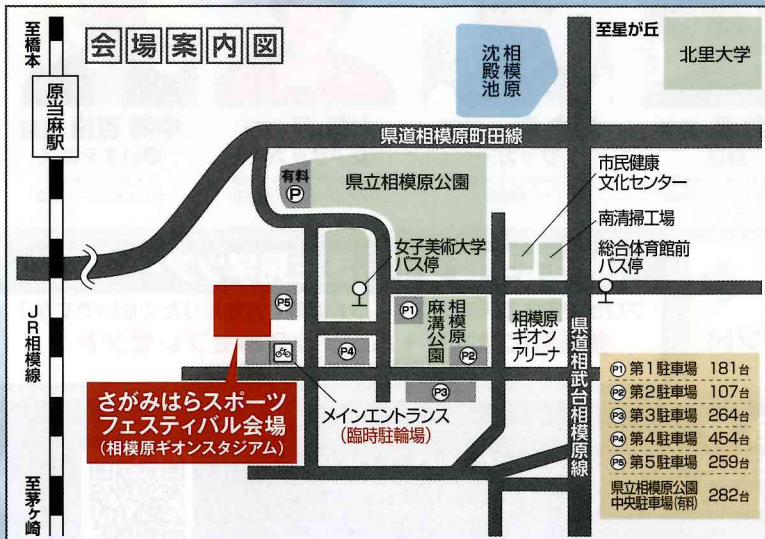 会場案内図
至橋本
原当麻駅
JR相模線
至茅ヶ崎
相模原
沈殿池
至星が丘
北里大学
県道相模原町田線
有料
P
県立相模原公園
市民健康
文化センター
南清掃工場
総合体育館前
バス停
女子美術大学
バス停
P5
P1
相模原
麻溝公園
P2
相模原
ギオン
アリーナ
P4
P3
県道相武台相模原線
さがみはらスポーツ
フェスティバル会場
(相模原ギオンスタジアム)
メインエントランス
(臨時駐輪場)
P1 第1駐車場 181台
P2 第2駐車場 107台
P3 第3駐車場 264台
P4 第4駐車場 454台
P5 第5駐車場 259台
県立相模原公園
中央駐車場(有料) 282台